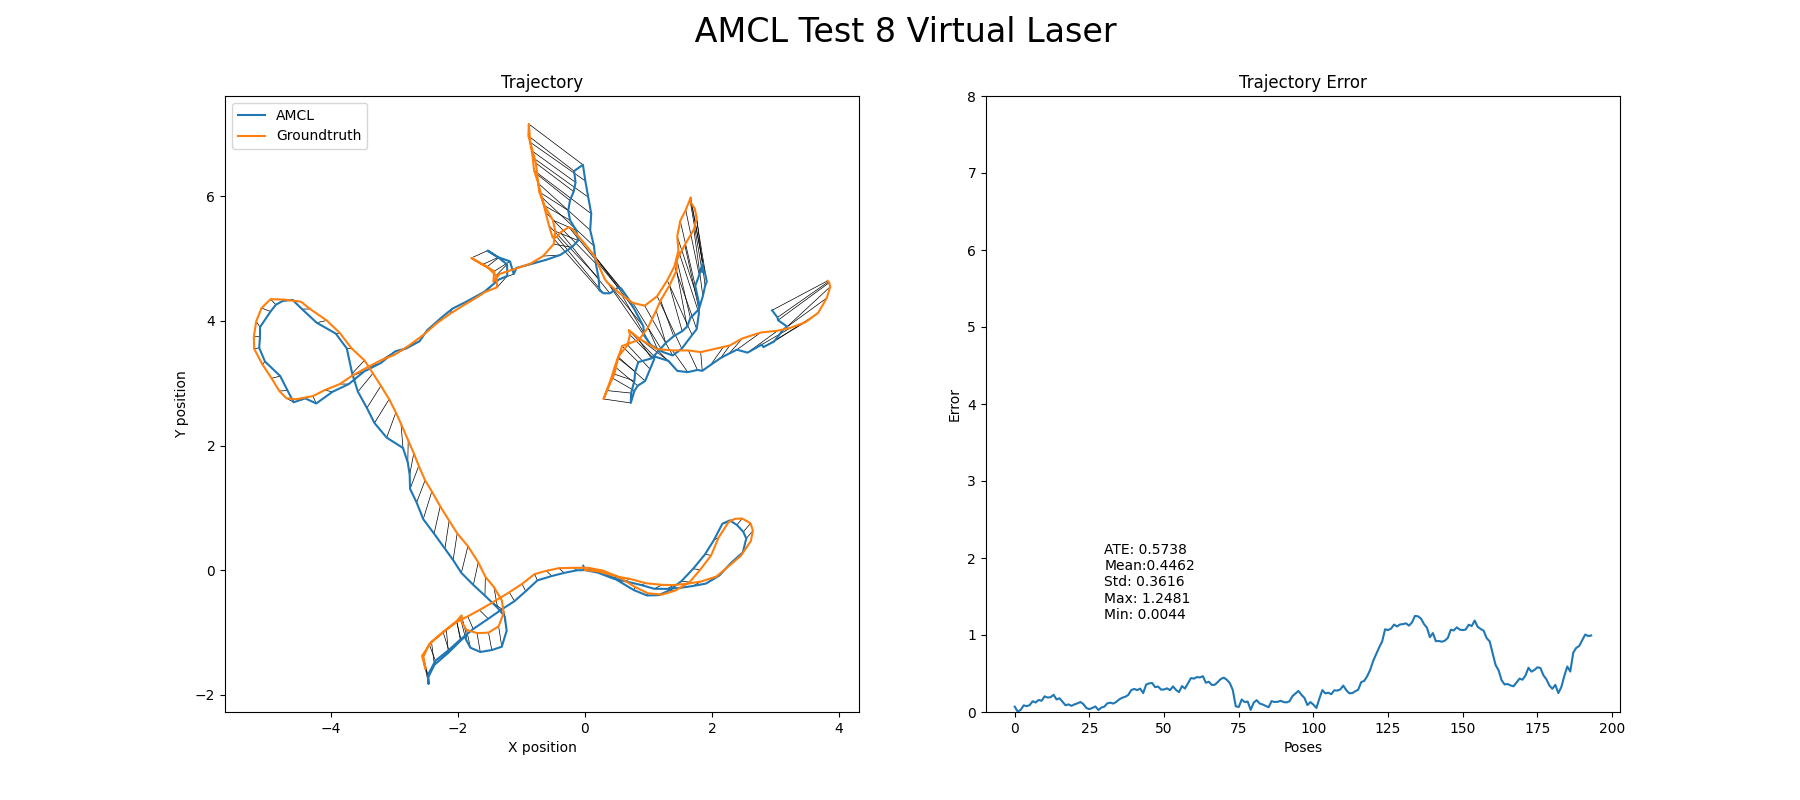 AMCL Test 8 Virtual Laser
Trajectory
AMCL
Groundtruth
6
4
2
0
−2
Y position
−4
−2
0
2
4
X position
Trajectory Error
8
7
6
5
4
3
2
1
0
Error
ATE: 0.5738
Mean:0.4462
Std: 0.3616
Max: 1.2481
Min: 0.0044
0
25
50
75
100
125
150
175
200
Poses